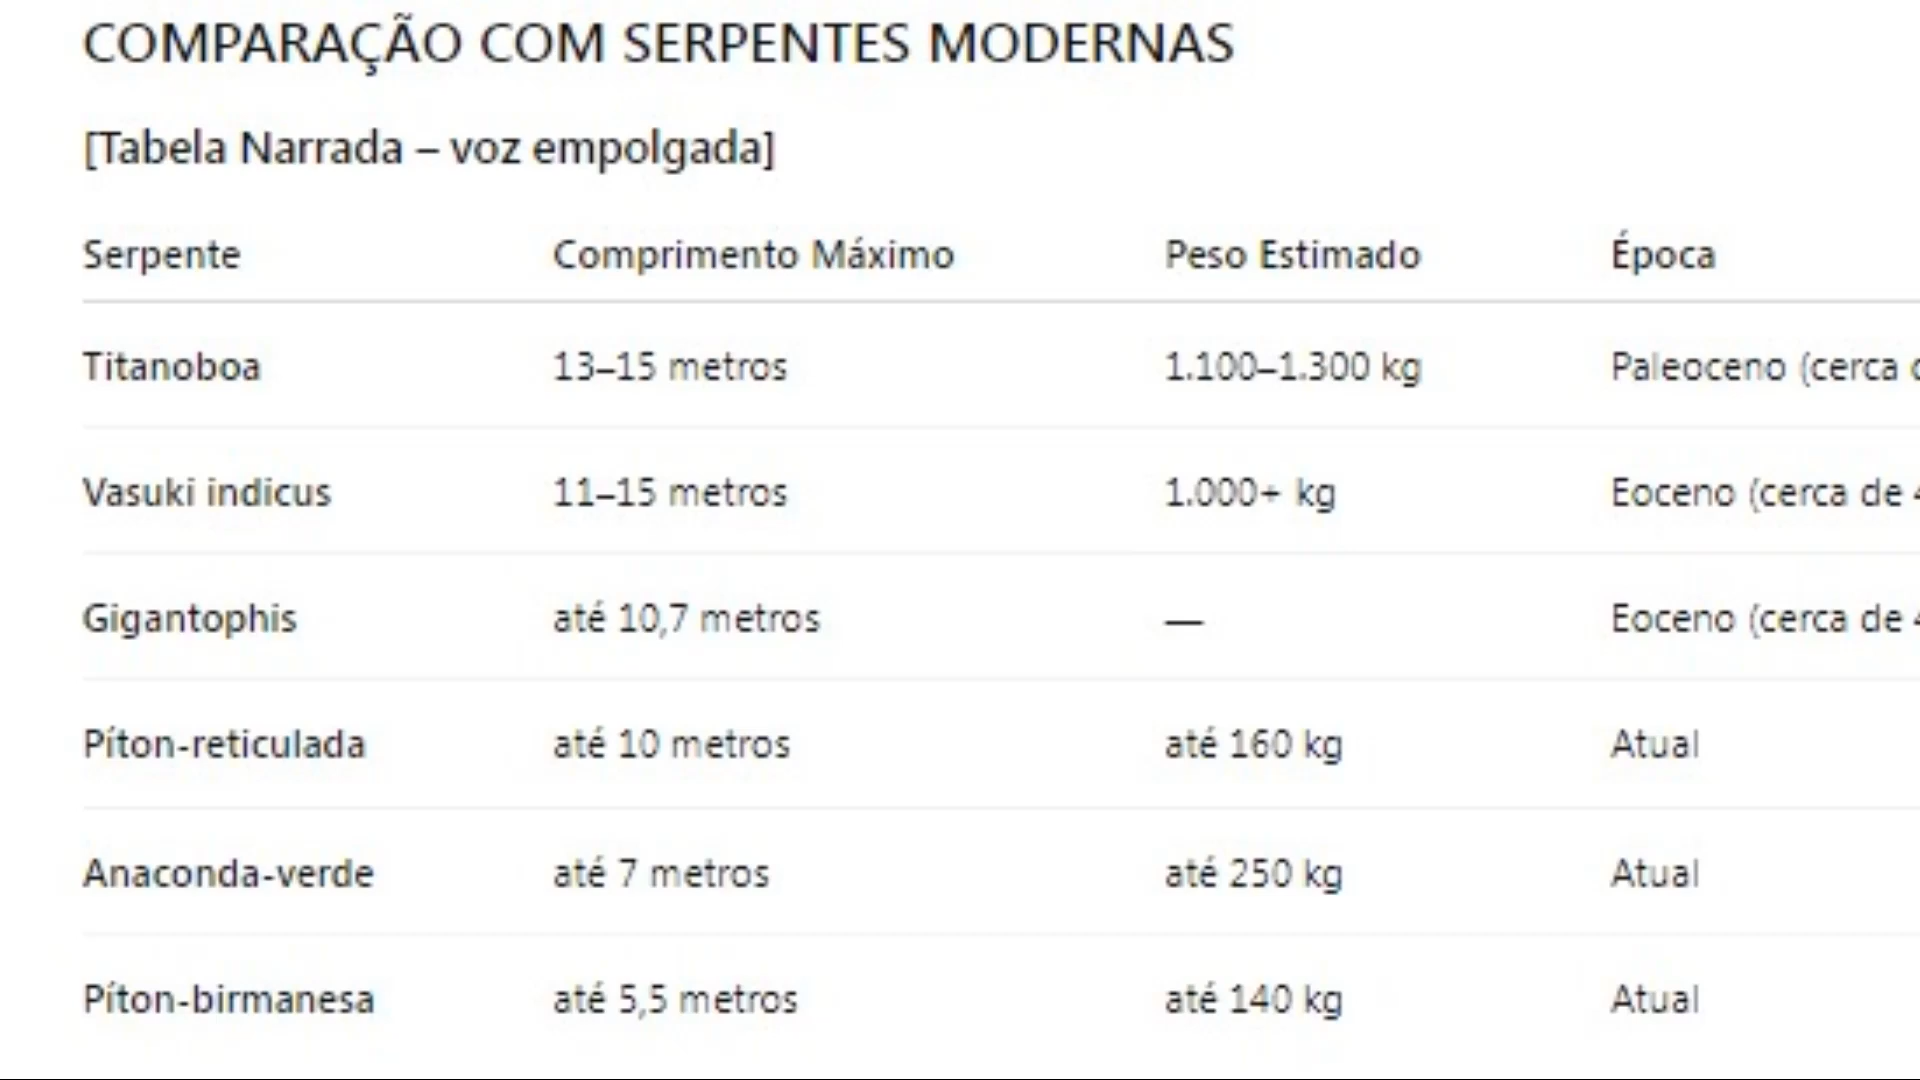 COMPARAÇÃO COM SERPENTES MODERNAS
[Tabela Narrada – voz empolgada]
Serpente Comprimento Máximo Peso Estimado Época
Titanoboa 13–15 metros 1.100–1.300 kg Paleoceno (cerca
Vasuki indicus 11–15 metros 1.000+ kg Eoceno (cerca de
Gigantophis até 10,7 metros — Eoceno (cerca de
Píton-reticulada até 10 metros até 160 kg Atual
Anaconda-verde até 7 metros até 250 kg Atual
Píton-birmanesa até 5,5 metros até 140 kg Atual